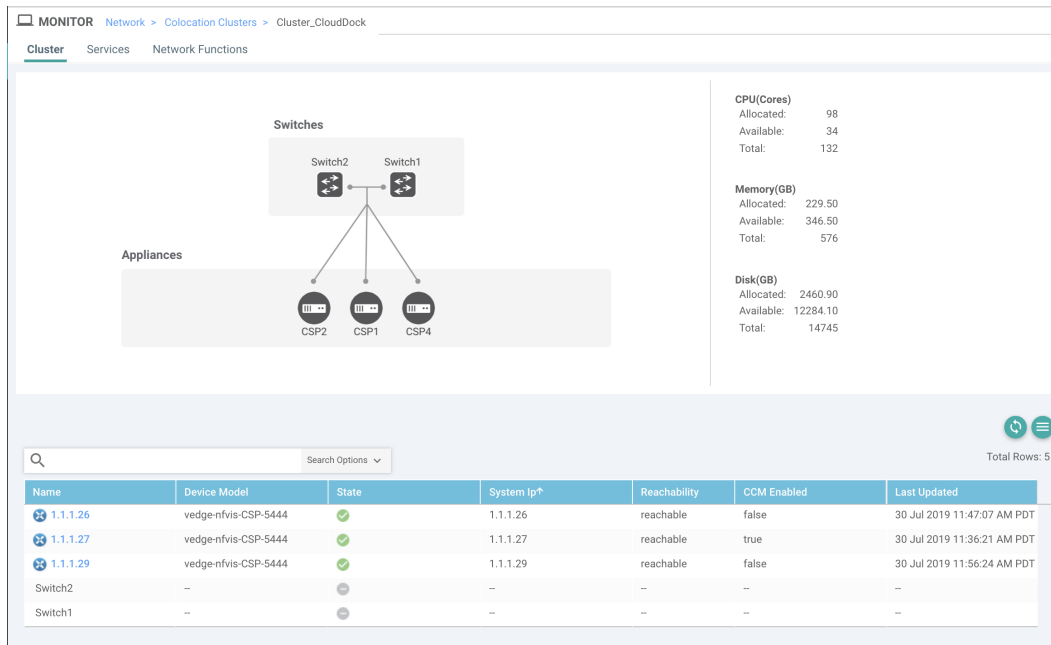 MONITOR Network > Colocation Clusters > Cluster_CloudDock
Cluster Services Network Functions
Switches
Switch2 Switch1
Appliances
CSP2 CSP1 CSP4
CPU(Cores)
Allocated: 98
Available: 34
Total: 132
Memory(GB)
Allocated: 229.50
Available: 346.50
Total: 576
Disk(GB)
Allocated: 2460.90
Available: 12284.10
Total: 14745
Search Options
Total Rows: 5
Name Device Model State System Ip↑ Reachability CCM Enabled Last Updated
1.1.1.26 vedge-nfvis-CSP-5444 1.1.1.26 reachable false 30 Jul 2019 11:47:07 AM PDT
1.1.1.27 vedge-nfvis-CSP-5444 1.1.1.27 reachable true 30 Jul 2019 11:36:21 AM PDT
1.1.1.29 vedge-nfvis-CSP-5444 1.1.1.29 reachable false 30 Jul 2019 11:56:24 AM PDT
Switch2 -- -- -- -- --
Switch1 -- -- -- -- --